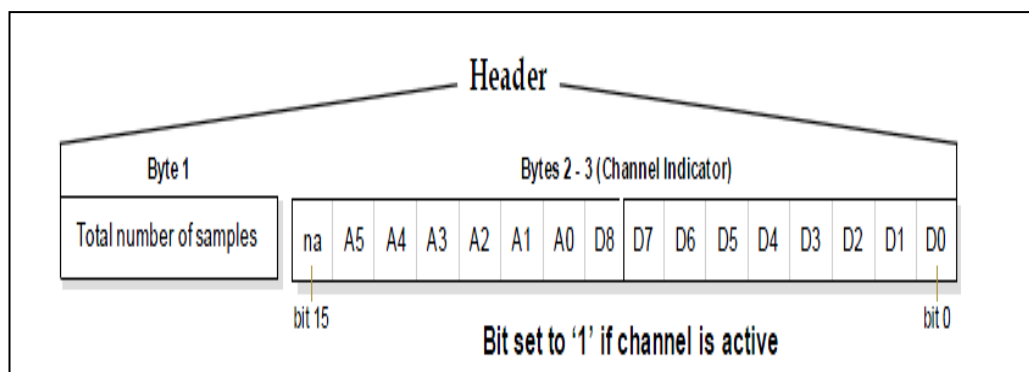 Header
Byte 1
Bytes 2 - 3 (Channel Indicator)
Total number of samples
na A5 A4 A3 A2 A1 A0 D8 D7 D6 D5 D4 D3 D2 D1 D0
bit 15
bit 0
Bit set to ‘1’ if channel is active